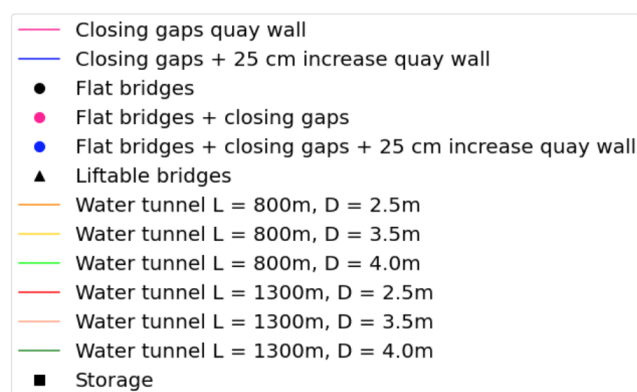 Closing gaps quay wall
Closing gaps + 25 cm increase quay wall
Flat bridges
Flat bridges + closing gaps
Flat bridges + closing gaps + 25 cm increase quay wall
Liftable bridges
Water tunnel L = 800m, D = 2.5m
Water tunnel L = 800m, D = 3.5m
Water tunnel L = 800m, D = 4.0m
Water tunnel L = 1300m, D = 2.5m
Water tunnel L = 1300m, D = 3.5m
Water tunnel L = 1300m, D = 4.0m
Storage